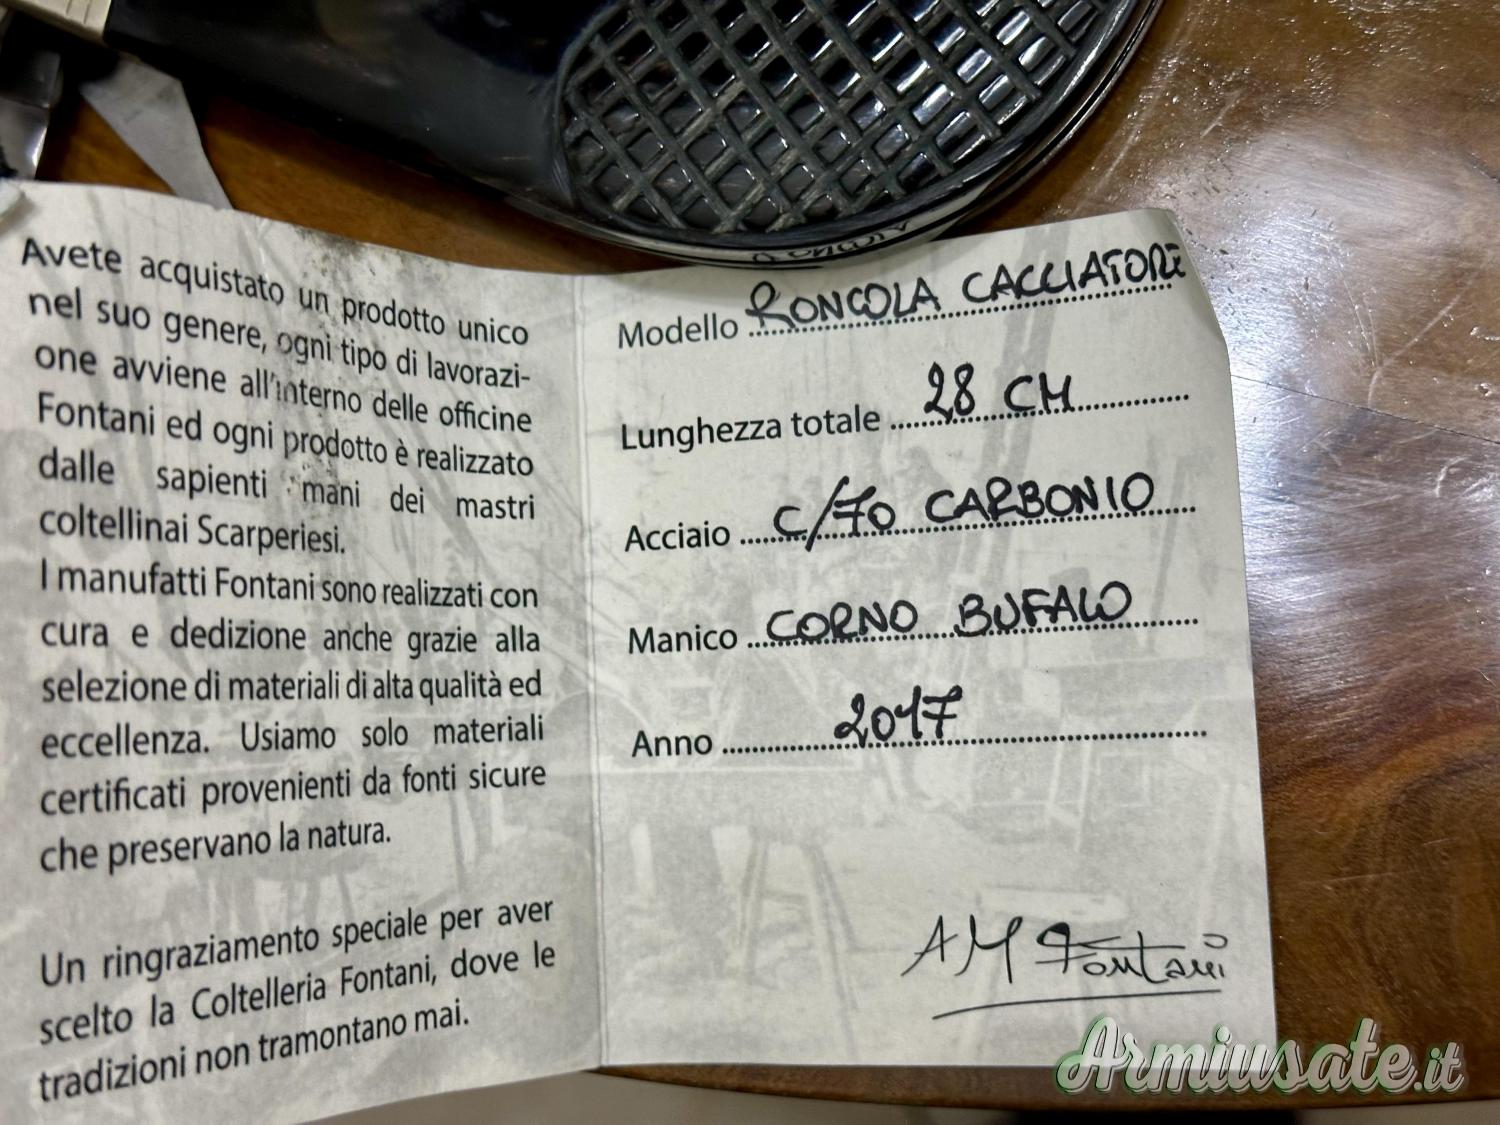 Avete acquistato un prodotto unico
nel suo genere, ogni tipo di lavorazi-
one avviene all'interno delle officine
Fontani ed ogni prodotto è realizzato
dalle sapienti mani dei mastri
coltellinai Scarperiesi.
I manufatti Fontani sono realizzati con
cura e dedizione anche grazie alla
selezione di materiali di alta qualità ed
eccellenza. Usiamo solo materiali
certificati provenienti da fonti sicure
che preservano la natura.
Un ringraziamento speciale per aver
scelto la Coltelleria Fontani, dove le
tradizioni non tramontano mai.
Modello RONCOLA CACCIATORE
Lunghezza totale 28 CM
Acciaio C/70 CARBONIO
Manico CORNO BUFALO
Anno 2017
AM Fontani
Armiusate.it